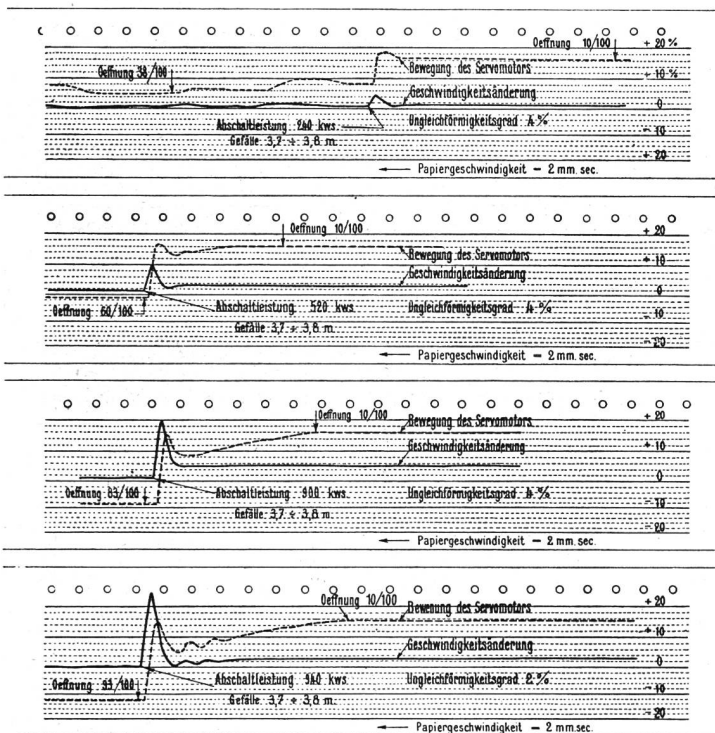 Oeffnung 10/100
+ 20 %
Oeffnung 38/100
Bewegung des Servomotors
+ 10 %
Geschwindigkeitsänderung
0
Abschaltleistung 240 kws.
Ungleichförmigkeitsgrad 4 %
- 10
Gefälle 3,7 ÷ 3,8 m.
+ 20
Papiergeschwindigkeit = 2 mm. sec.
Oeffnung 10/100
+ 20
Bewegung des Servomotors
+ 10
Geschwindigkeitsänderung
0
Oeffnung 60/100
Abschaltleistung 520 kws.
Ungleichförmigkeitsgrad 4 %
- 10
Gefälle 3,7 ÷ 3,8 m.
- 20
Papiergeschwindigkeit = 2 mm. sec.
Oeffnung 10/100
+ 20
Bewegung des Servomotors
+ 10
Geschwindigkeitsänderung
0
Oeffnung 83/100
Abschaltleistung 900 kws.
Ungleichförmigkeitsgrad 4 %
- 10
Gefälle 3,7 ÷ 3,8 m.
- 20
Papiergeschwindigkeit = 2 mm. sec.
Oeffnung 10/100
+ 20
Bewenung des Servomotors
+ 10
Geschwindigkeitsänderung
0
Oeffnung 93/100
Abschaltleistung 940 kws
Ungleichförmigkeitsgrad 2 %
- 10
Gefälle 3,7 ÷ 3,8 m.
- 20
Papiergeschwindigkeit = 2 mm. sec.